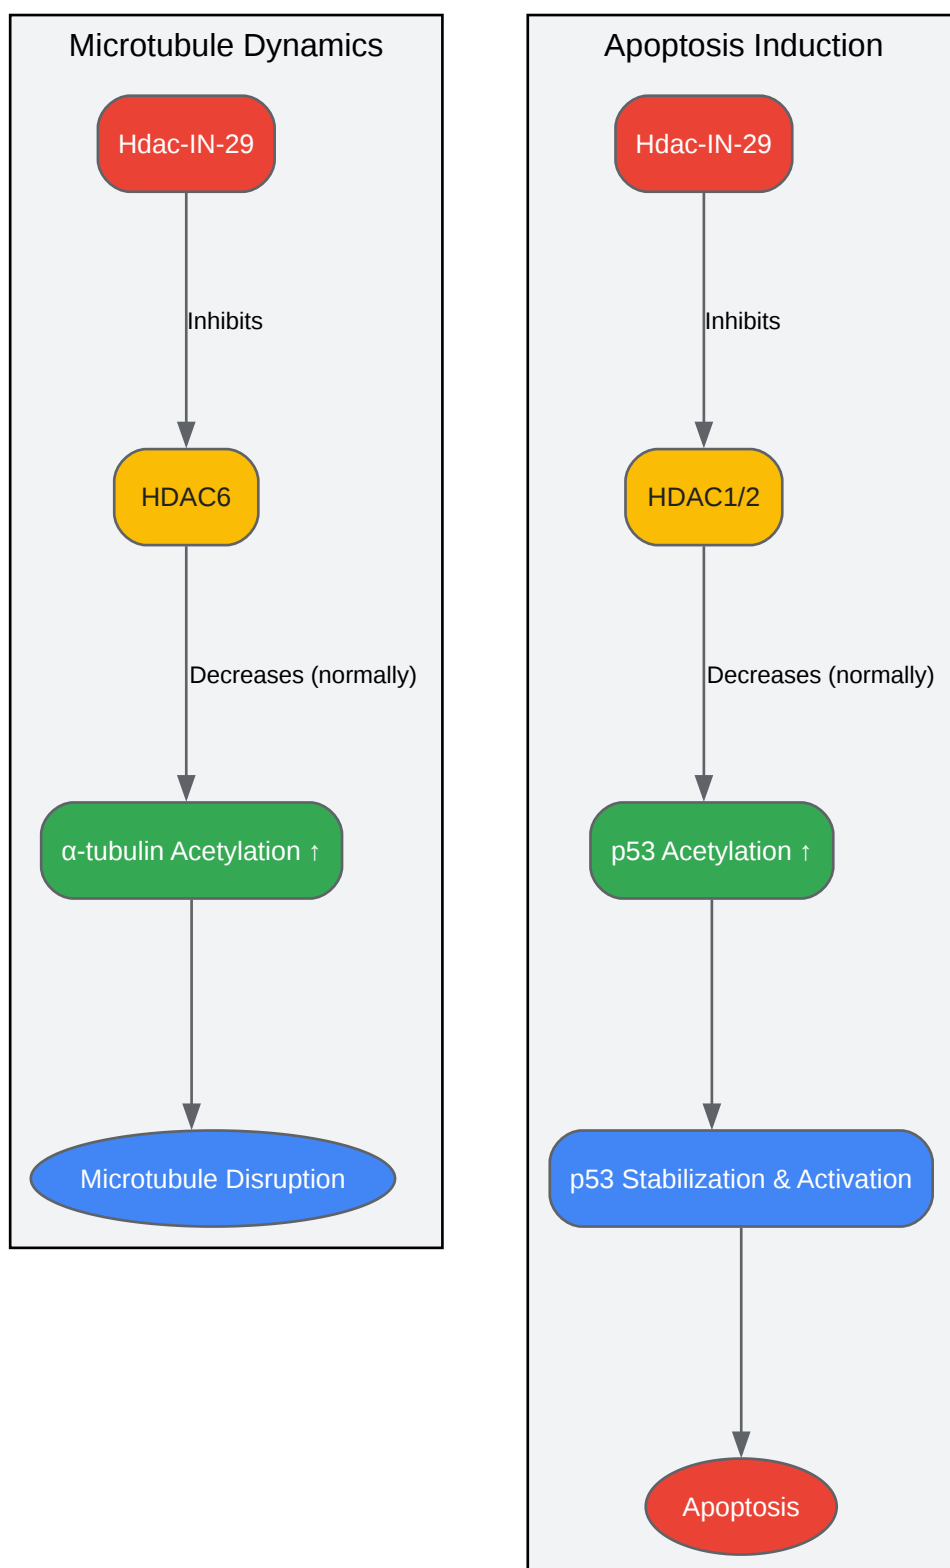 Microtubule Dynamics
Hdac-IN-29
Inhibits
HDAC6
Decreases (normally)
α-tubulin Acetylation ↑
Microtubule Disruption
Apoptosis Induction
Hdac-IN-29
Inhibits
HDAC1/2
Decreases (normally)
p53 Acetylation ↑
p53 Stabilization & Activation
Apoptosis